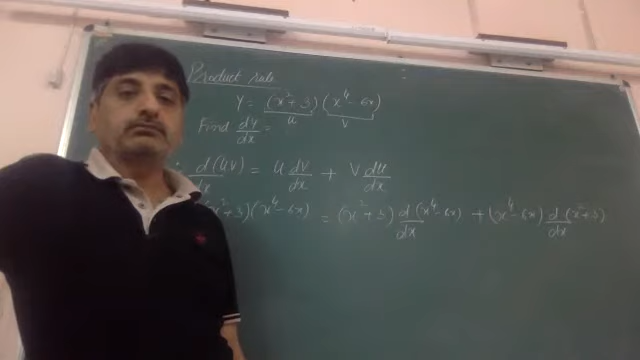 Product rule
Y = (x² + 3) (x⁴ - 6x)
u v
Find dy/dx =
d(uv)/dx = u dv/dx + v du/dx
x² + 3)(x⁴ - 6x) = (x² + 3) d(x⁴ - 6x)/dx + (x⁴ - 6x) d(x² + 3)/dx